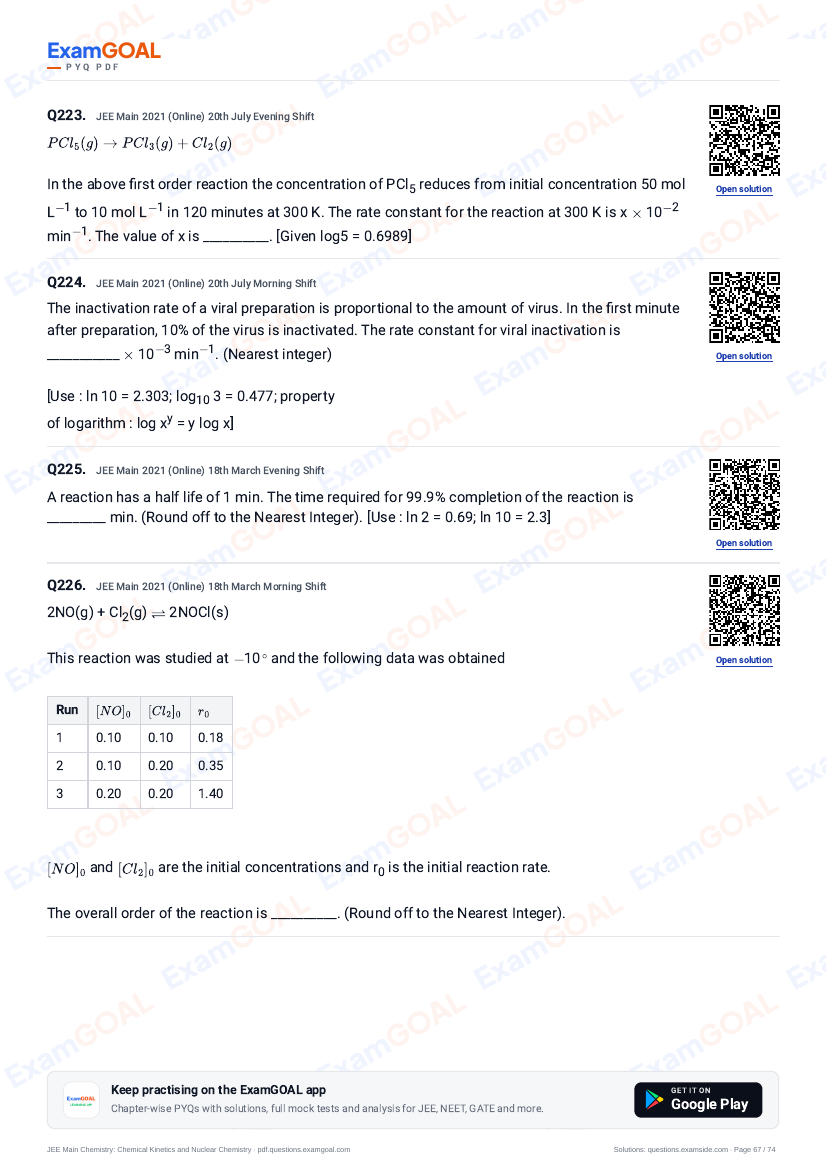 ExamGOAL
PYQ PDF
Q223. JEE Main 2021 (Online) 20th July Evening Shift
PCl₅(g) → PCl₃(g) + Cl₂(g)
In the above first order reaction the concentration of PCl₅ reduces from initial concentration 50 mol
L⁻¹ to 10 mol L⁻¹ in 120 minutes at 300 K. The rate constant for the reaction at 300 K is x × 10⁻²
min⁻¹. The value of x is __________. [Given log5 = 0.6989]
Open solution
Q224. JEE Main 2021 (Online) 20th July Morning Shift
The inactivation rate of a viral preparation is proportional to the amount of virus. In the first minute
after preparation, 10% of the virus is inactivated. The rate constant for viral inactivation is
___________ × 10⁻³ min⁻¹. (Nearest integer)
[Use : ln 10 = 2.303; log₁₀ 3 = 0.477; property
of logarithm : log xʸ = y log x]
Open solution
Q225. JEE Main 2021 (Online) 18th March Evening Shift
A reaction has a half life of 1 min. The time required for 99.9% completion of the reaction is
_________ min. (Round off to the Nearest Integer). [Use : ln 2 = 0.69; ln 10 = 2.3]
Open solution
Q226. JEE Main 2021 (Online) 18th March Morning Shift
2NO(g) + Cl₂(g) ⇌ 2NOCl(s)
This reaction was studied at −10° and the following data was obtained
Open solution
Run [NO]₀ [Cl₂]₀ r₀
1 0.10 0.10 0.18
2 0.10 0.20 0.35
3 0.20 0.20 1.40
[NO]₀ and [Cl₂]₀ are the initial concentrations and r₀ is the initial reaction rate.
The overall order of the reaction is __________. (Round off to the Nearest Integer).
Keep practising on the ExamGOAL app
Chapter-wise PYQs with solutions, full mock tests and analysis for JEE, NEET, GATE and more.
GET IT ON
Google Play
JEE Main Chemistry: Chemical Kinetics and Nuclear Chemistry · pdf.questions.examgoal.com
Solutions: questions.examside.com · Page 67 / 74